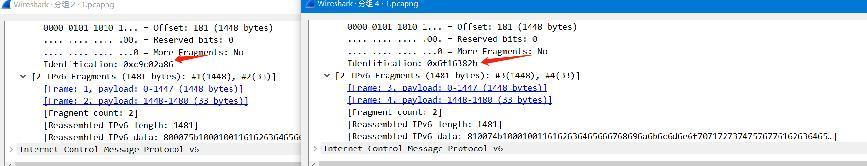 Wireshark · 分组 2 · 1.pcapng
0000 0101 1010 1... = Offset: 181 (1448 bytes)
.... .... .... .00. = Reserved bits: 0
.... .... .... ...0 = More Fragments: No
Identification: 0xc9c02a86
[2 IPv6 Fragments (1481 bytes): #1(1448), #2(33)]
[Frame: 1, payload: 0-1447 (1448 bytes)]
[Frame: 2, payload: 1448-1480 (33 bytes)]
[Fragment count: 2]
[Reassembled IPv6 length: 1481]
[Reassembled IPv6 data: 800075b10001001161626364656
Internet Control Message Protocol v6
Wireshark · 分组 4 · 1.pcapng
0000 0101 1010 1... = Offset: 181 (1448 bytes)
.... .... .... .00. = Reserved bits: 0
.... .... .... ...0 = More Fragments: No
Identification: 0x6f16382b
[2 IPv6 Fragments (1481 bytes): #3(1448), #4(33)]
[Frame: 3, payload: 0-1447 (1448 bytes)]
[Frame: 4, payload: 1448-1480 (33 bytes)]
[Fragment count: 2]
[Reassembled IPv6 length: 1481]
[Reassembled IPv6 data: 810074b1000100116162636465666768696a6b6c6d6e6f70717273747576776162636465…]
Internet Control Message Protocol v6